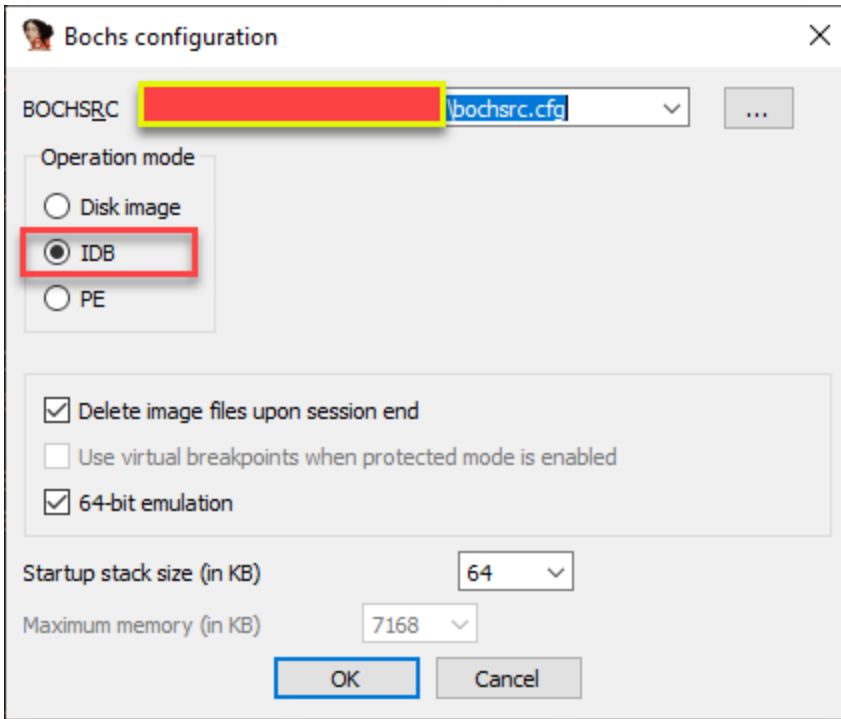 Bochs configuration
BOCHSRC \bochsrc.cfg ...
Operation mode
Disk image
IDB
PE
Delete image files upon session end
Use virtual breakpoints when protected mode is enabled
64-bit emulation
Startup stack size (in KB) 64
Maximum memory (in KB) 7168
OK Cancel